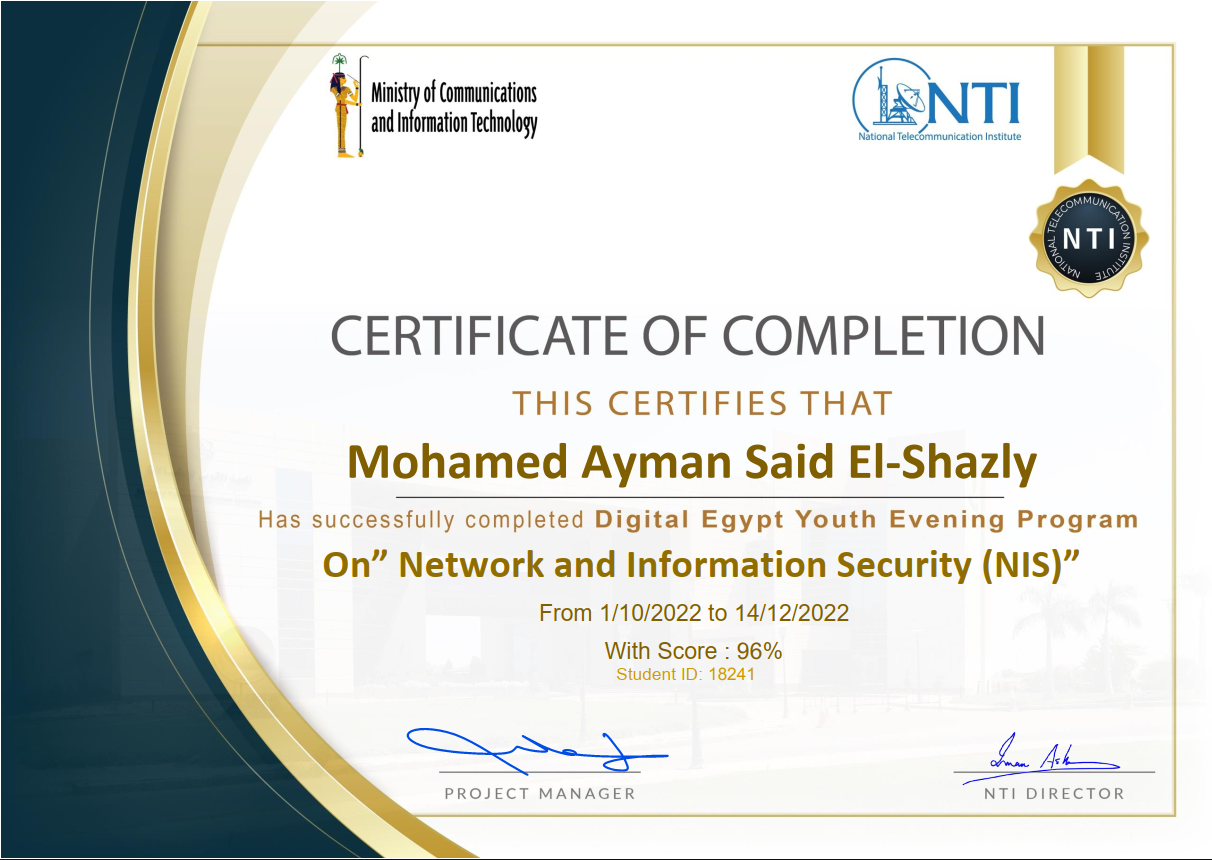 Ministry of Communications
and Information Technology
NTI
National Telecommunication Institute
NATIONAL TELECOMMUNICATION INSTITUTE
NTI
NATIONAL TELECOMMUNICATION INSTITUTE
CERTIFICATE OF COMPLETION
THIS CERTIFIES THAT
Mohamed Ayman Said El-Shazly
Has successfully completed Digital Egypt Youth Evening Program
On” Network and Information Security (NIS)”
From 1/10/2022 to 14/12/2022
With Score : 96%
Student ID: 18241
PROJECT MANAGER
NTI DIRECTOR